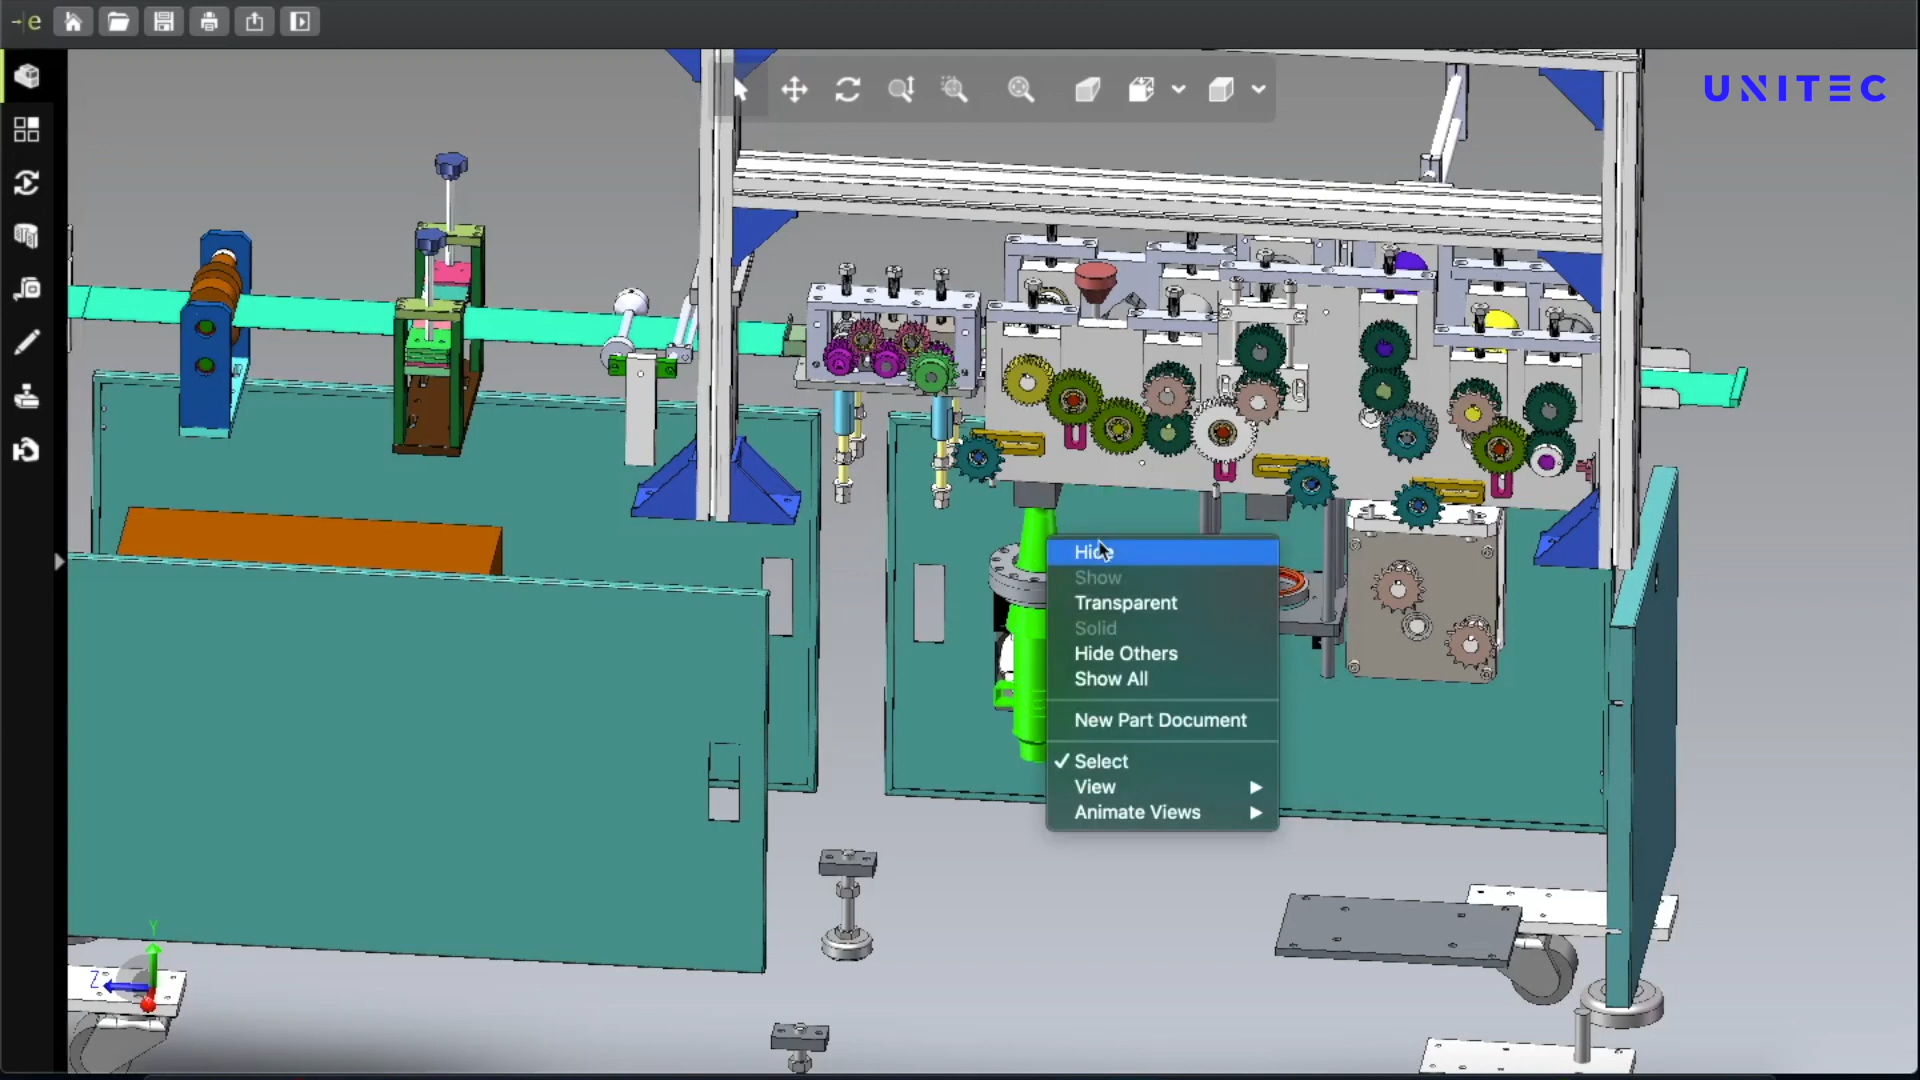 e
UNITEC
Hide
Show
Transparent
Solid
Hide Others
Show All
New Part Document
✓ Select
View
Animate Views
Y
Z